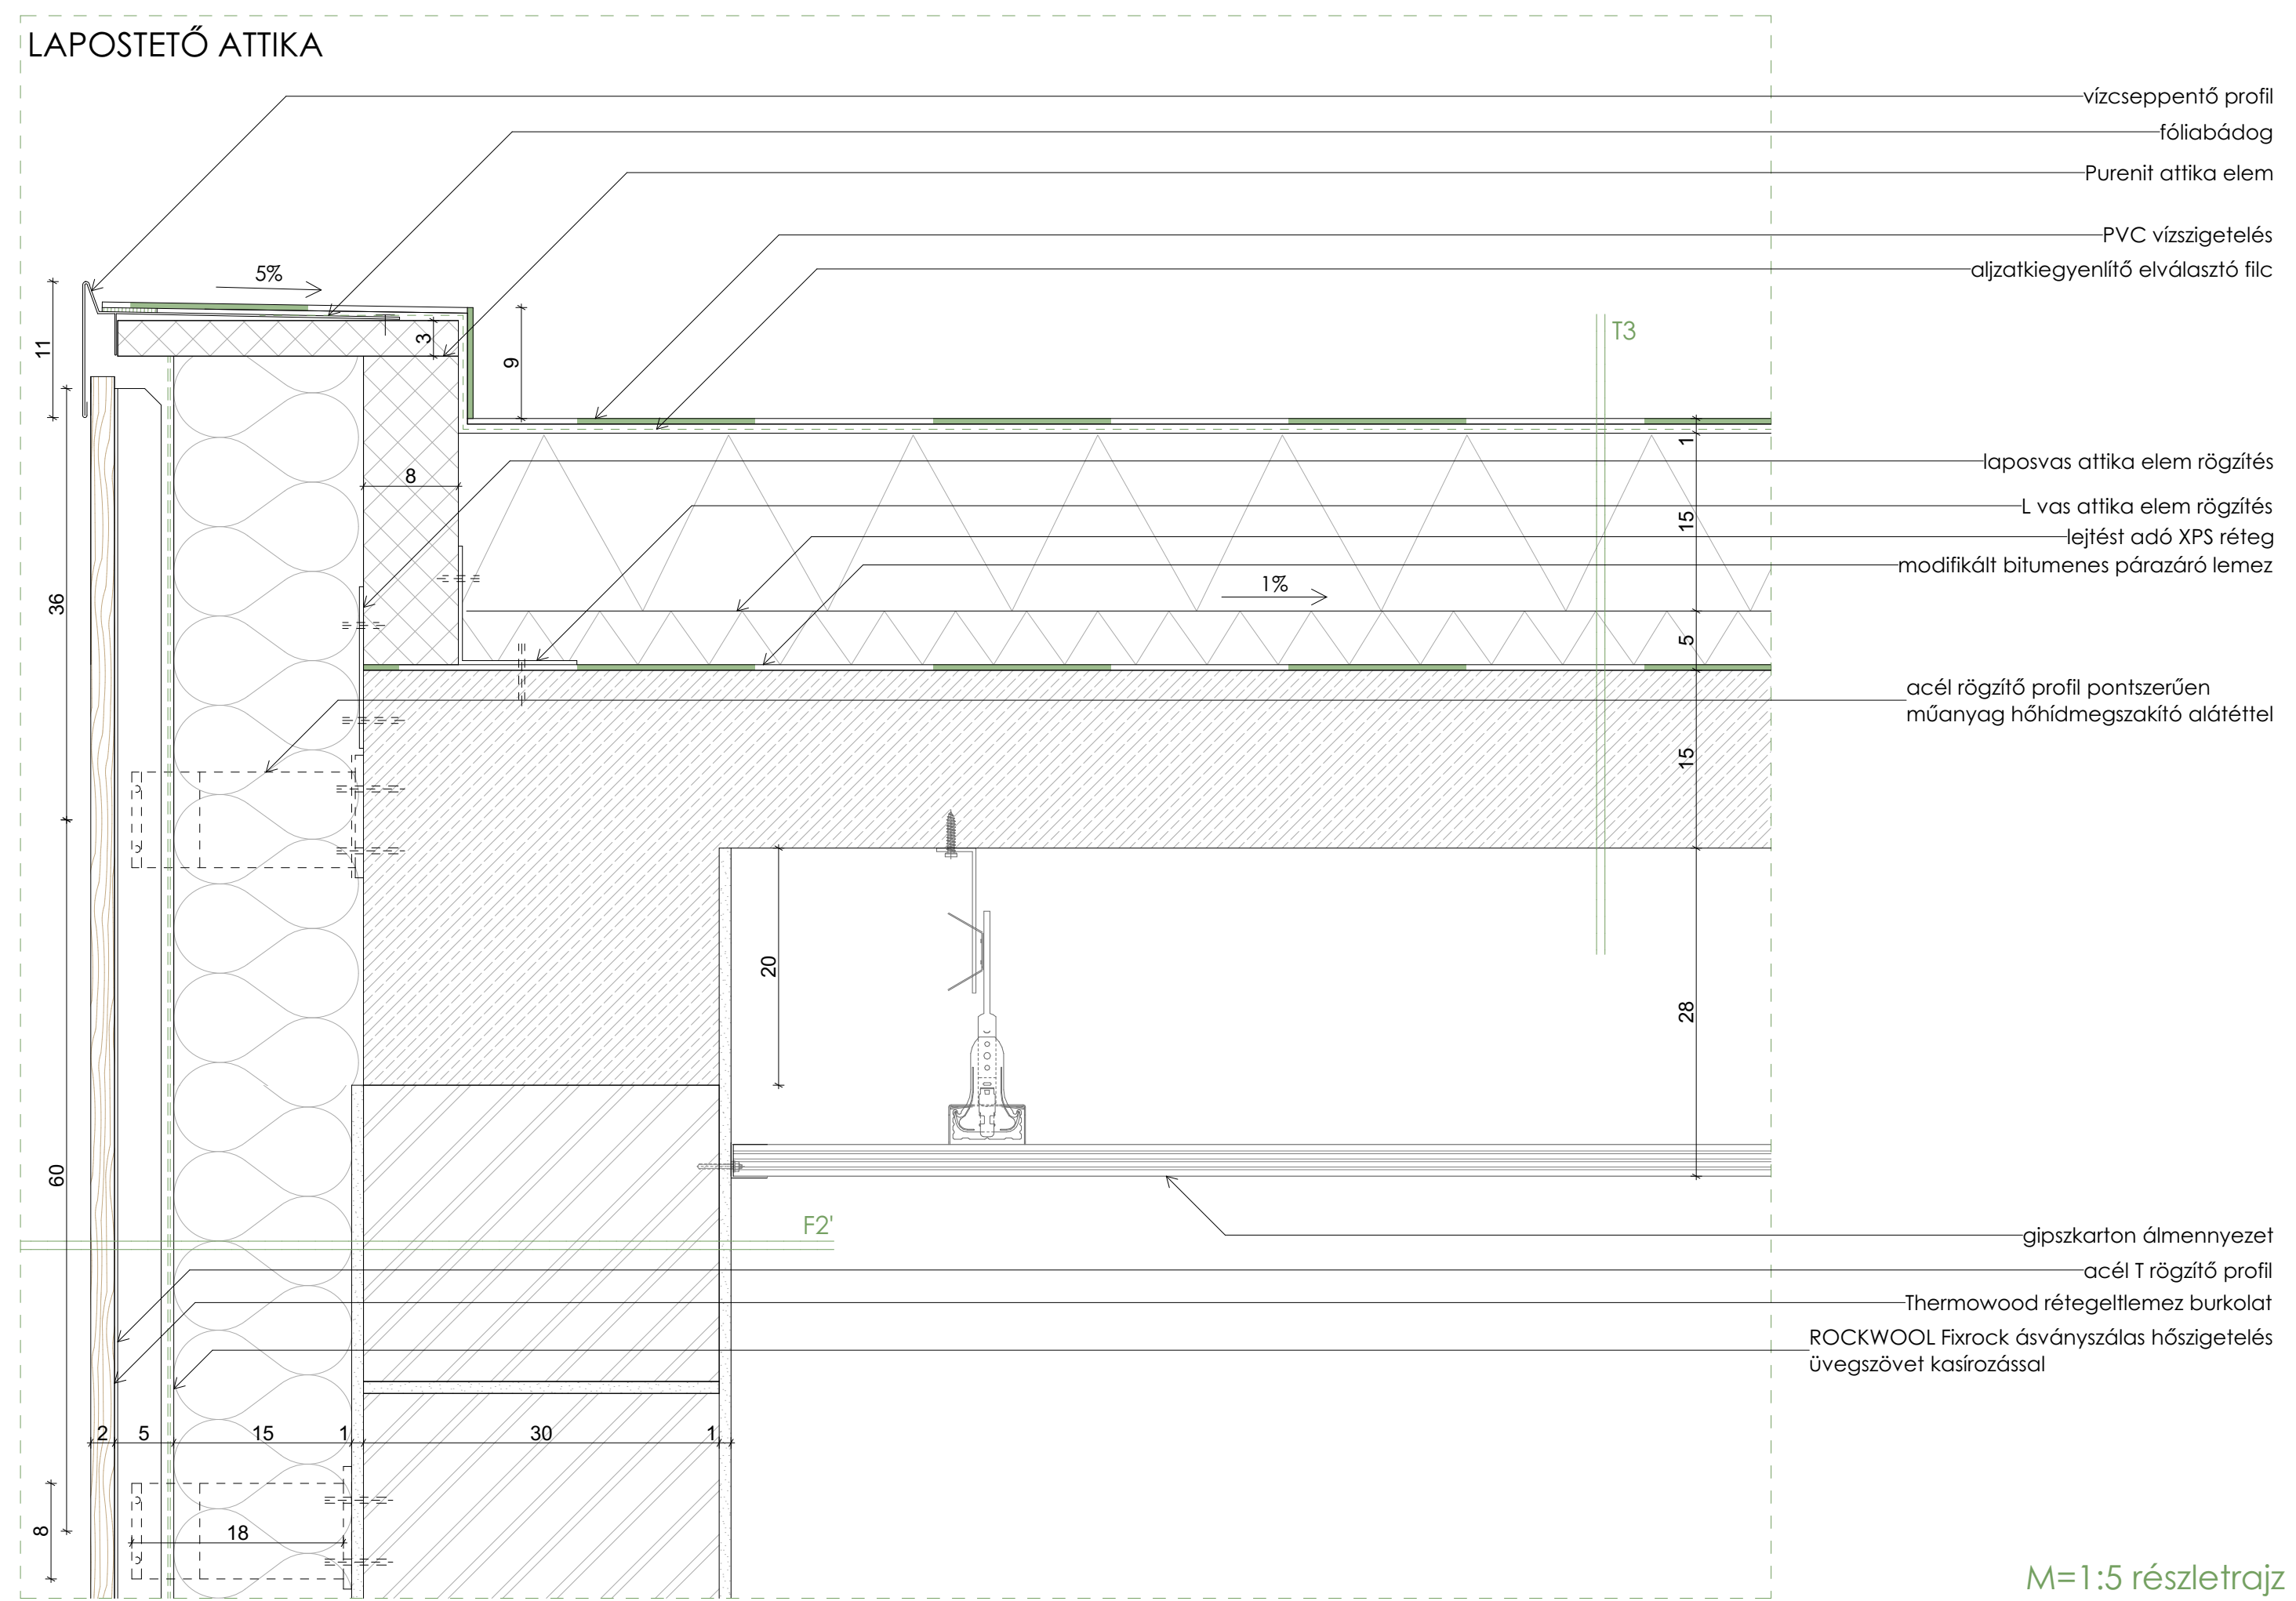 LAPOSTETŐ ATTIKA
vízcseppentő profil
fóliabádog
Purenit attika elem
PVC vízszigetelés
aljzatkiegyenlítő elválasztó filc
5%
11
3
9
T3
1
8
laposvas attika elem rögzítés
L vas attika elem rögzítés
15
lejtést adó XPS réteg
modifikált bitumenes párazáró lemez
1%
36
5
acél rögzítő profil pontszerűen
műanyag hőhídmegszakító alátéttel
15
20
28
60
F2'
gipszkarton álmennyezet
acél T rögzítő profil
Thermowood rétegeltlemez burkolat
ROCKWOOL Fixrock ásványszálas hőszigetelés
üvegszövet kasírozással
2 5 15 1 30 1
8
18
M=1:5 részletrajz